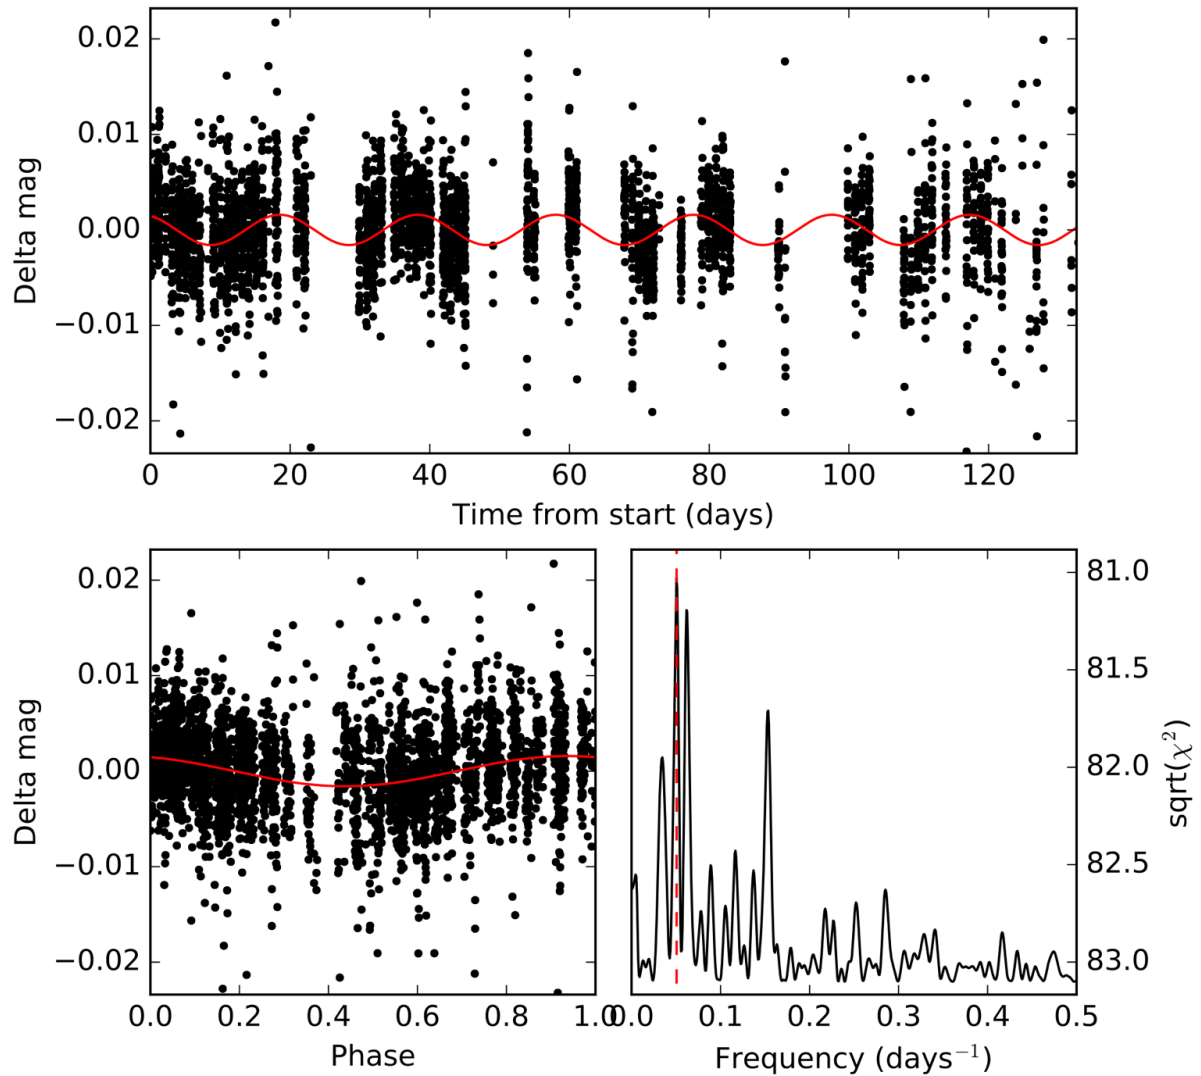 0.02
0.01
0.00
−0.01
−0.02
Delta mag
0 20 40 60 80 100 120
Time from start (days)
0.02
0.01
0.00
−0.01
−0.02
Delta mag
0.0 0.2 0.4 0.6 0.8 1.0
Phase
81.0
81.5
82.0
82.5
83.0
sqrt(χ²)
0.0 0.1 0.2 0.3 0.4 0.5
Frequency (days⁻¹)